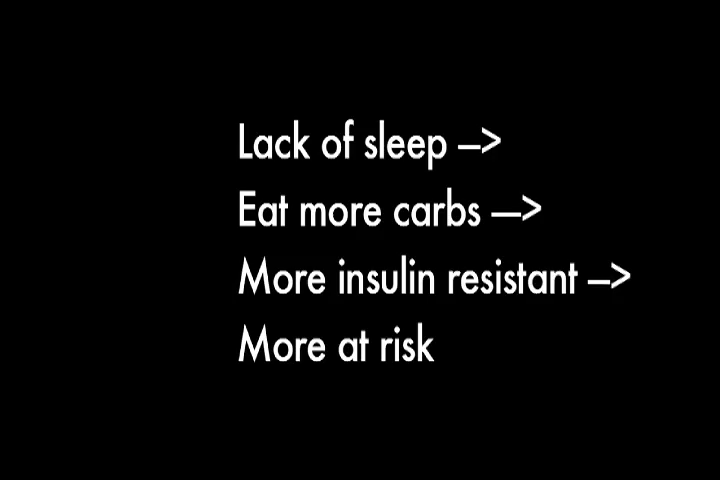 Lack of sleep –>
Eat more carbs —>
More insulin resistant –>
More at risk